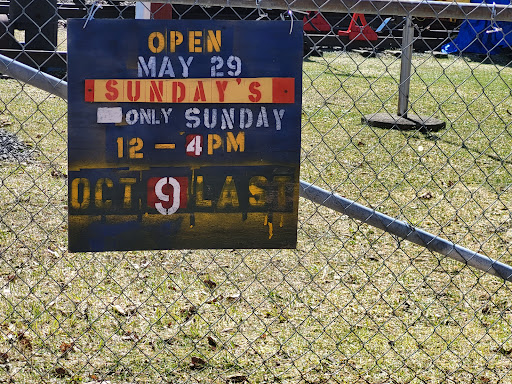 OPEN
MAY 29
SUNDAY'S
ONLY SUNDAY
12 - 4PM
OCT 9 LAST